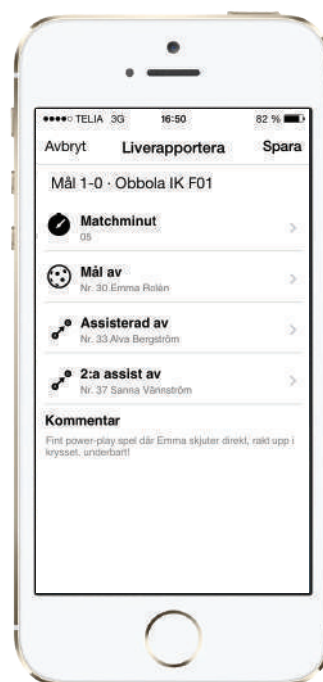 TELIA 3G 16:50 82 %
Avbryt Liverapportera Spara
Mål 1-0 · Obbola IK F01
Matchminut
05
Mål av
Nr. 30 Emma Rolén
Assisterad av
Nr. 33 Alva Bergström
2:a assist av
Nr. 37 Sanna Vännström
Kommentar
Fint power-play spel där Emma skjuter direkt, rakt upp i
krysset, underbart!